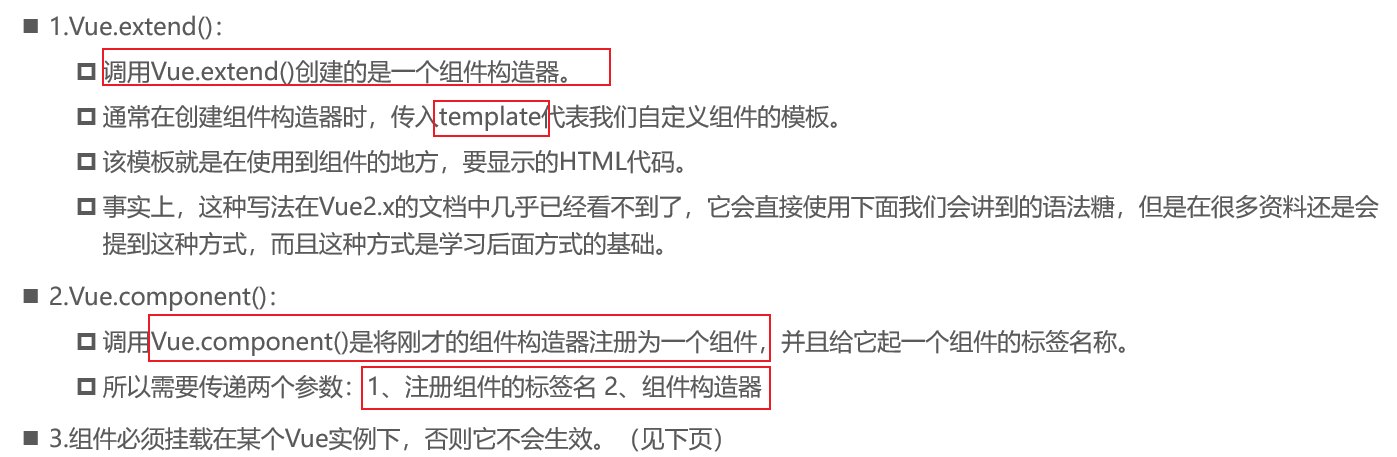 1.Vue.extend()：
调用Vue.extend()创建的是一个组件构造器。
通常在创建组件构造器时，传入template代表我们自定义组件的模板。
该模板就是在使用到组件的地方，要显示的HTML代码。
事实上，这种写法在Vue2.x的文档中几乎已经看不到了，它会直接使用下面我们会讲到的语法糖，但是在很多资料还是会
提到这种方式，而且这种方式是学习后面方式的基础。
2.Vue.component()：
调用Vue.component()是将刚才的组件构造器注册为一个组件，并且给它起一个组件的标签名称。
所以需要传递两个参数：1、注册组件的标签名 2、组件构造器
3.组件必须挂载在某个Vue实例下，否则它不会生效。（见下页）